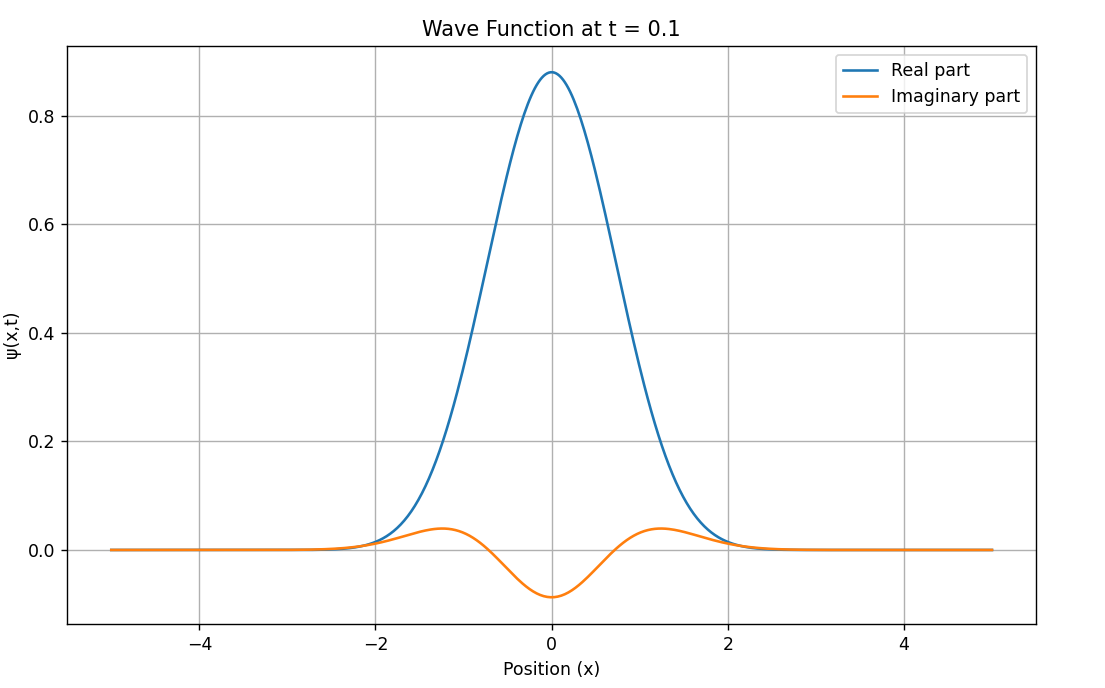 Wave Function at t = 0.1
Real part
Imaginary part
ψ(x,t)
0.8
0.6
0.4
0.2
0.0
−4
−2
0
2
4
Position (x)